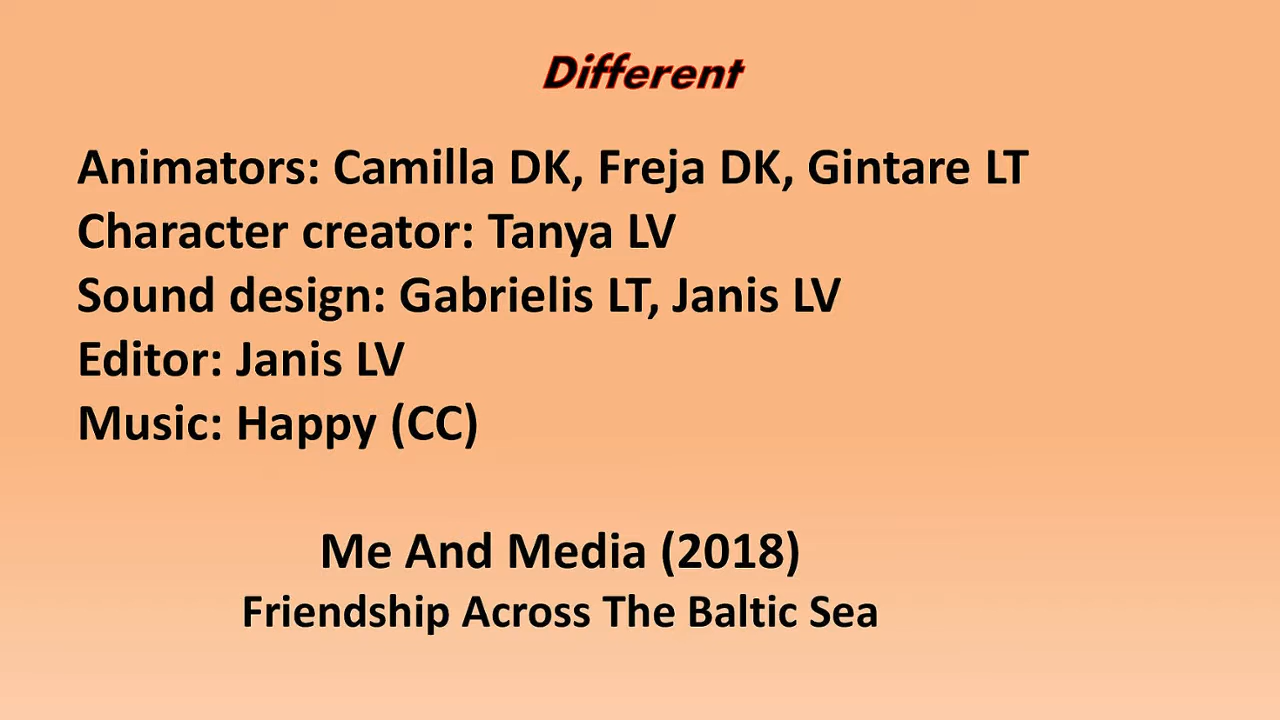 Different
Animators: Camilla DK, Freja DK, Gintare LT
Character creator: Tanya LV
Sound design: Gabrielis LT, Janis LV
Editor: Janis LV
Music: Happy (CC)
Me And Media (2018)
Friendship Across The Baltic Sea